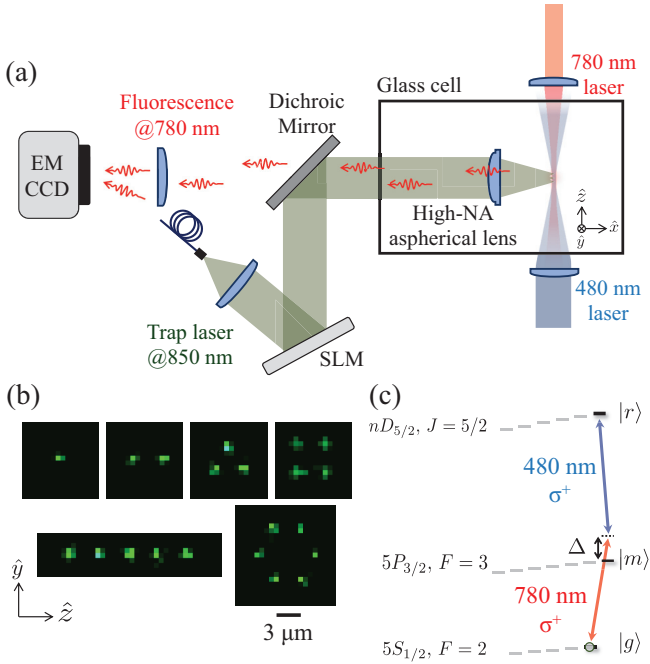 (a)
780 nm
laser
Glass cell
Fluorescence
@780 nm
Dichroic
Mirror
EM
CCD
High-NA
aspherical lens
ẑ
ŷ
x̂
480 nm
laser
Trap laser
@850 nm
SLM
(b)
ŷ
ẑ
3 μm
(c)
nD₅/₂, J = 5/2
|r⟩
480 nm
σ⁺
Δ
5P₃/₂, F = 3
|m⟩
780 nm
σ⁺
5S₁/₂, F = 2
|g⟩